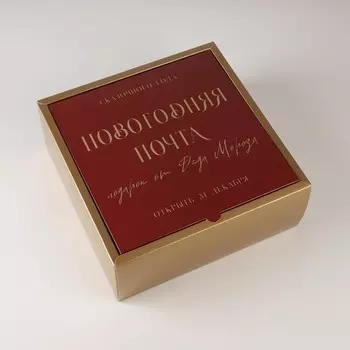 СКАЗОЧНОГО ГОДА
НОВОГОДНЯЯ
ПОЧТА
подарок от Деда Мороза
ОТКРЫТЬ 31 ДЕКАБРЯ